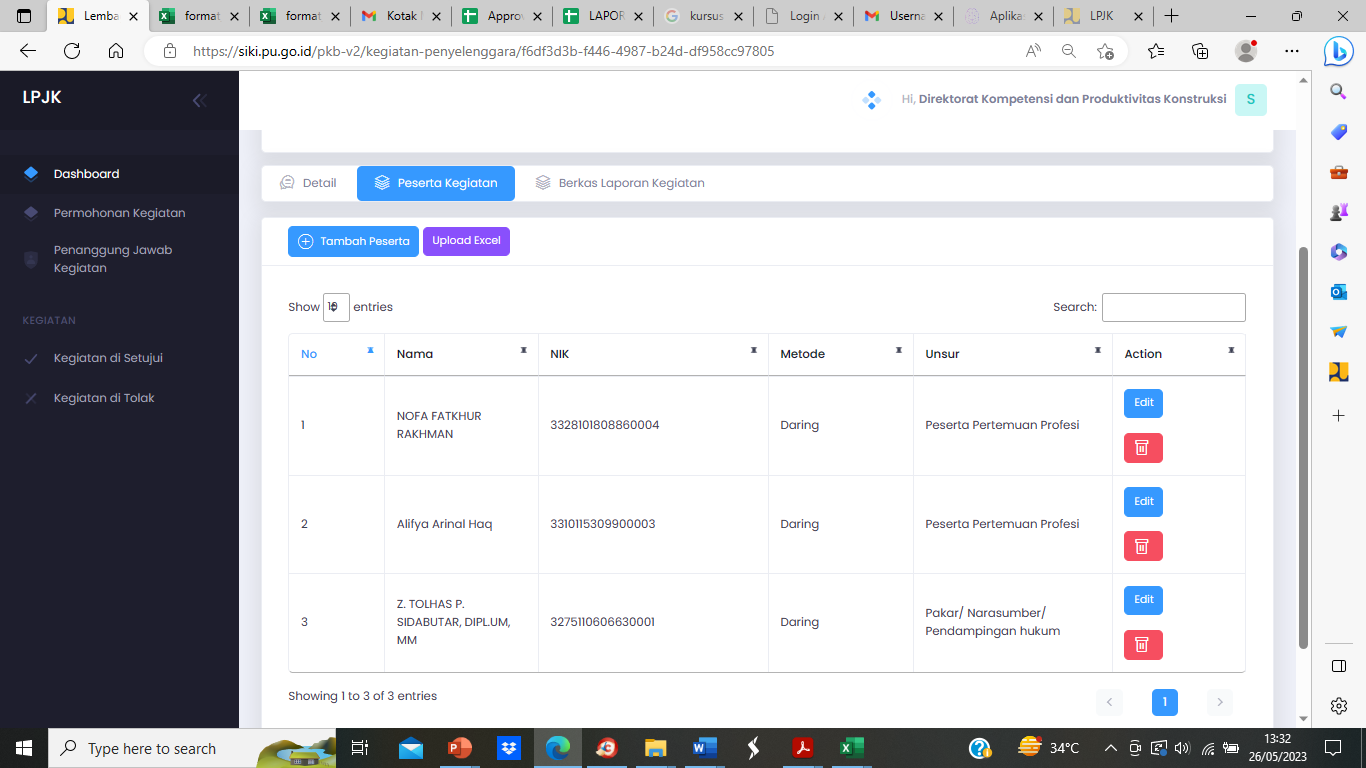 Lemba
format
format
Kotak
Appro
LAPOR
kursus
Login
Userna
Aplika
LPJK
https://siki.pu.go.id/pkb-v2/kegiatan-penyelenggara/f6df3d3b-f446-4987-b24d-df958cc97805
LPJK
Hi, Direktorat Kompetensi dan Produktivitas Konstruksi
S
Dashboard
Permohonan Kegiatan
Penanggung Jawab
Kegiatan
KEGIATAN
Kegiatan di Setujui
Kegiatan di Tolak
Detail
Peserta Kegiatan
Berkas Laporan Kegiatan
Tambah Peserta
Upload Excel
Show 10 entries
Search:
No Nama NIK Metode Unsur Action
1 NOFA FATKHUR
RAKHMAN
3328101808860004 Daring Peserta Pertemuan Profesi
Edit
2 Alifya Arinal Haq 3310115309900003 Daring Peserta Pertemuan Profesi
Edit
3 Z. TOLHAS P.
SIDABUTAR, DIPL.UM,
MM
3275110606630001 Daring Pakar/ Narasumber/
Pendampingan hukum
Edit
Showing 1 to 3 of 3 entries
1
Type here to search
34°C
13:32
26/05/2023